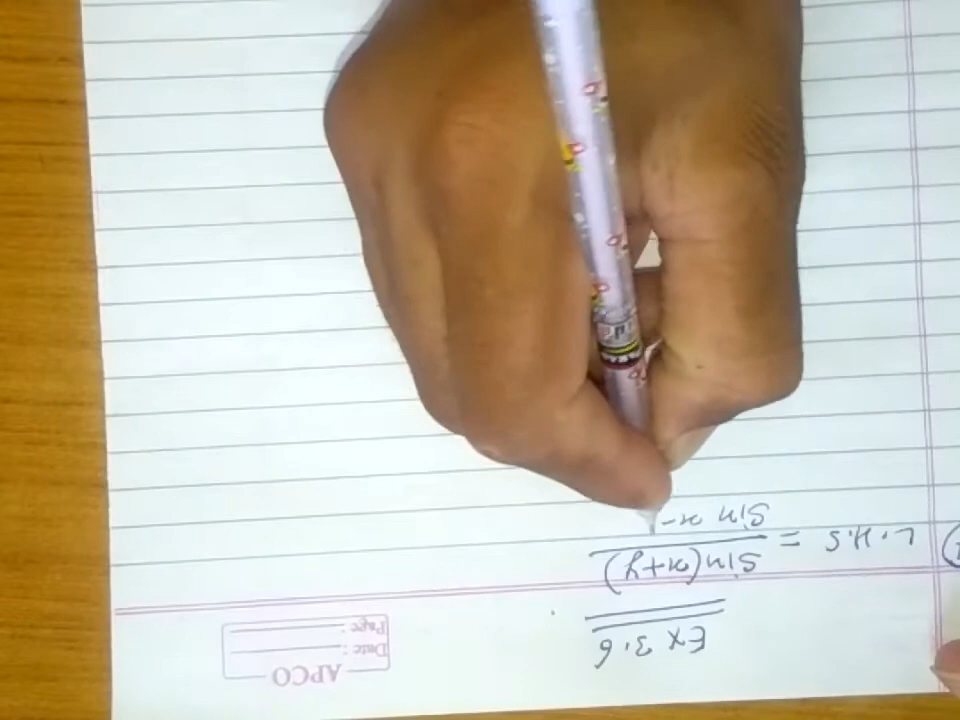 APCO
Date :
Page :
Ex 3.6
L.H.S = sin(x+y)
sin x -